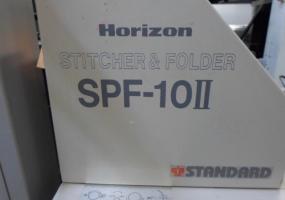 Horizon
STITCHER & FOLDER
SPF-10II
STANDARD